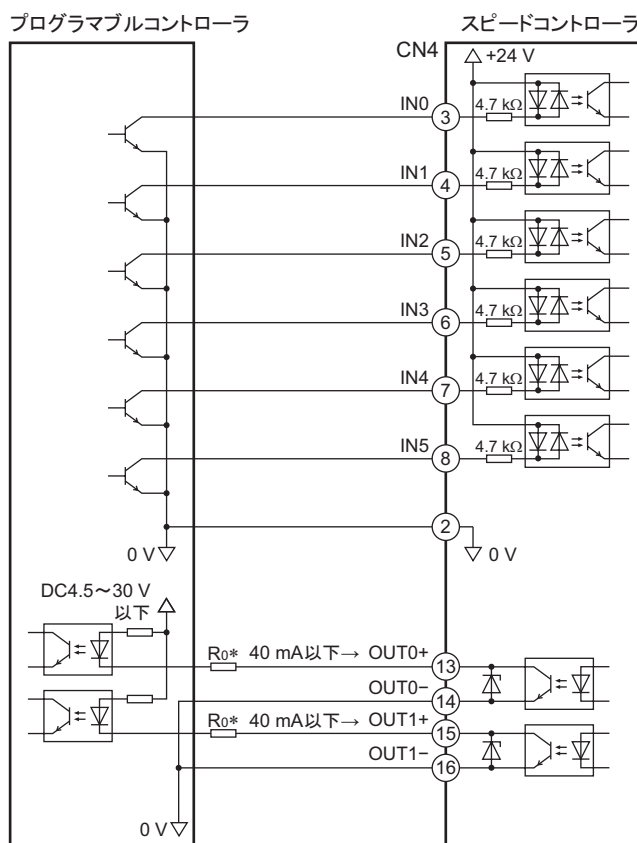 プログラマブルコントローラ
スピードコントローラ
CN4
+24 V
IN0
3
4.7 kΩ
IN1
4
4.7 kΩ
IN2
5
4.7 kΩ
IN3
6
4.7 kΩ
IN4
7
4.7 kΩ
IN5
8
4.7 kΩ
2
0 V
0 V
DC4.5～30 V
以下
R0* 40 mA以下→ OUT0+
13
OUT0−
14
R0* 40 mA以下→ OUT1+
15
OUT1−
16
0 V